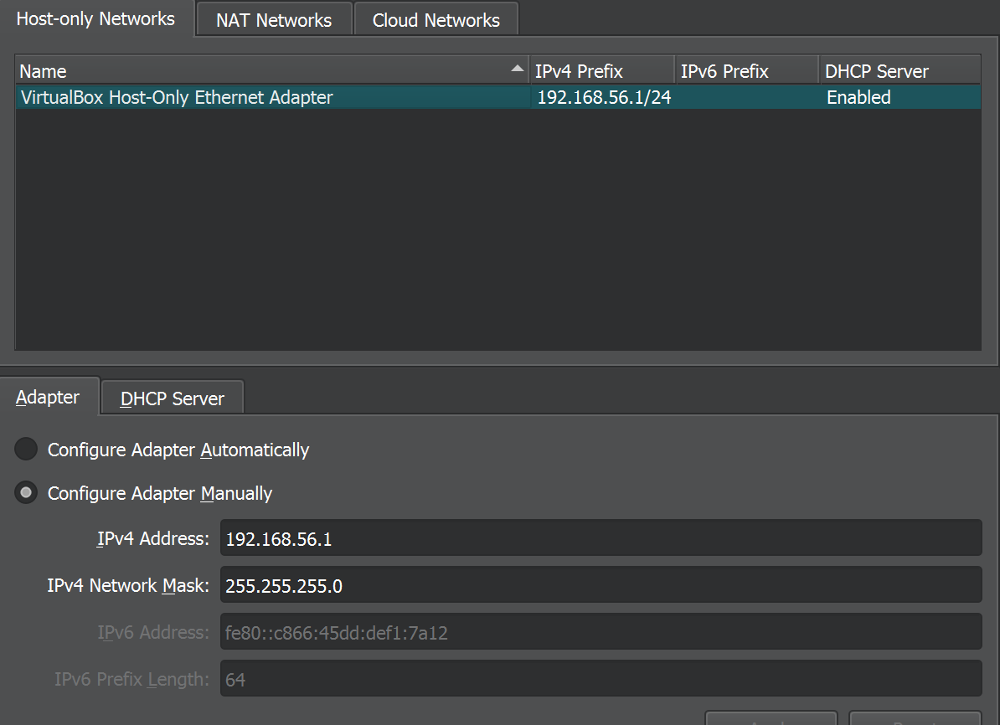 Host-only Networks NAT Networks Cloud Networks
Name IPv4 Prefix IPv6 Prefix DHCP Server
VirtualBox Host-Only Ethernet Adapter 192.168.56.1/24 Enabled
Adapter DHCP Server
Configure Adapter Automatically
Configure Adapter Manually
IPv4 Address: 192.168.56.1
IPv4 Network Mask: 255.255.255.0
IPv6 Address: fe80::c866:45dd:def1:7a12
IPv6 Prefix Length: 64